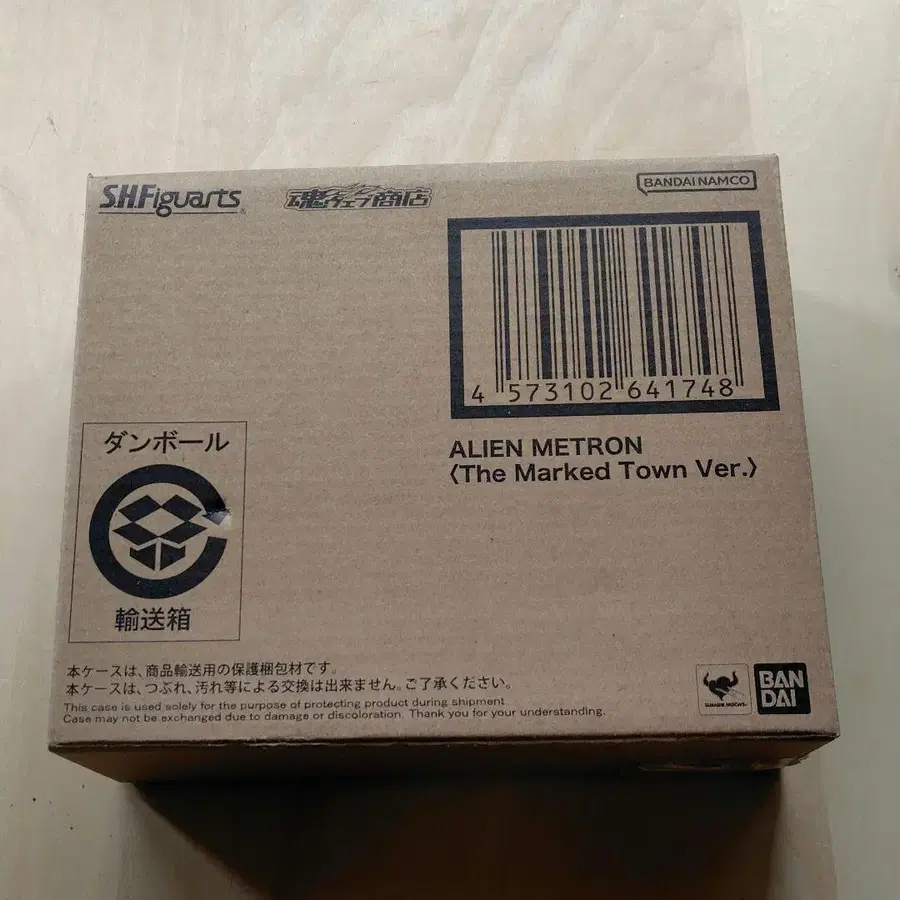 S.H.Figuarts
魂ウェブ商店
BANDAI NAMCO
4 573102 641748
ALIEN METRON
〈The Marked Town Ver.〉
ダンボール
輸送箱
本ケースは、商品輸送用の保護梱包材です。
本ケースは、つぶれ、汚れ等による交換は出来ません。ご了承ください。
This case is used solely for the purpose of protecting product during shipment.
Case may not be exchanged due to damage or discoloration. Thank you for your understanding.
TAMASHII NATIONS
BAN
DAI